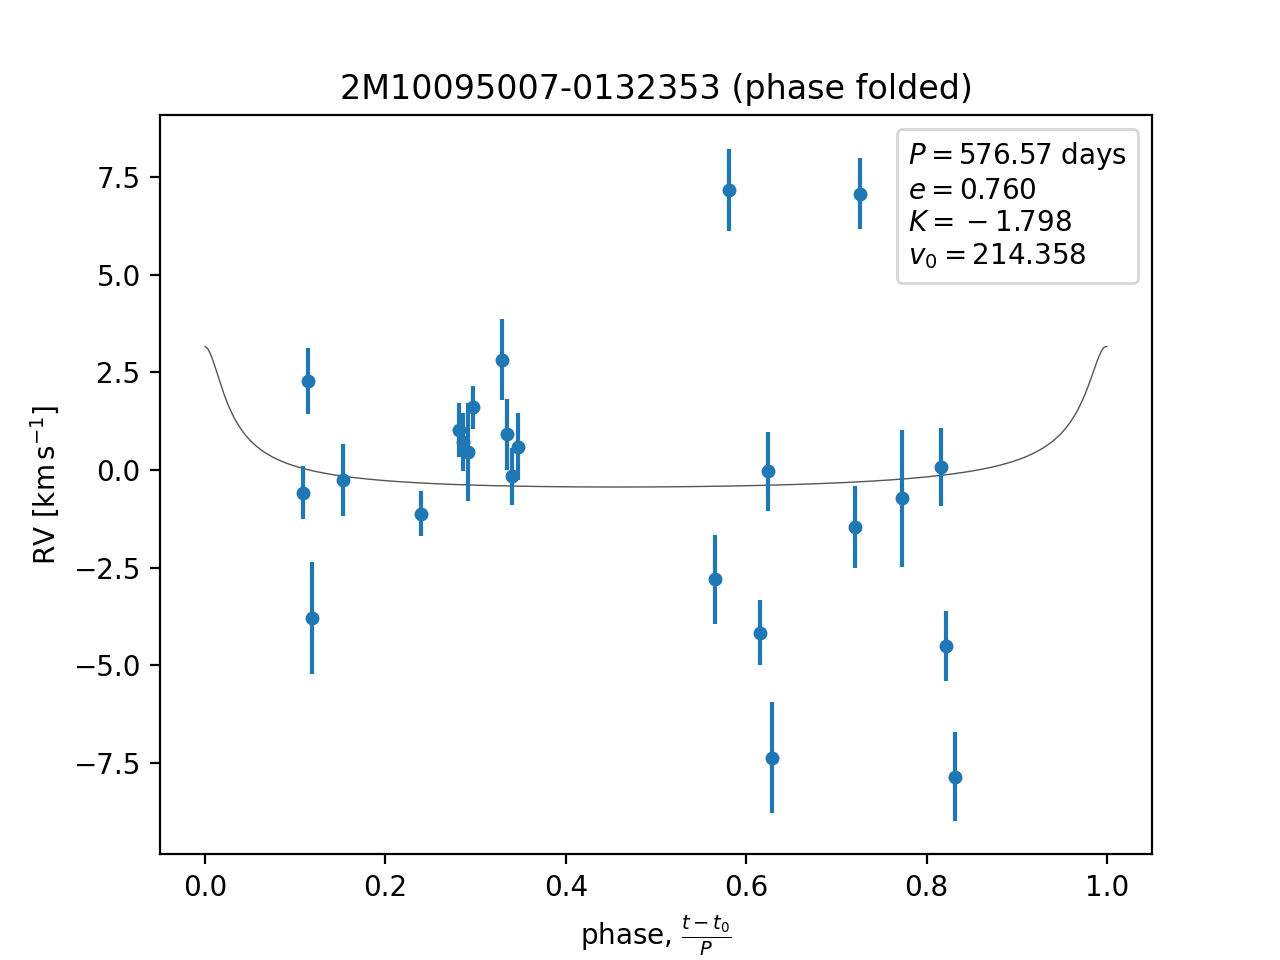 2M10095007-0132353 (phase folded)
P = 576.57 days
e = 0.760
K = −1.798
v₀ = 214.358
7.5
5.0
2.5
0.0
−2.5
−5.0
−7.5
RV [km s⁻¹]
0.0 0.2 0.4 0.6 0.8 1.0
phase, (t − t₀)/P